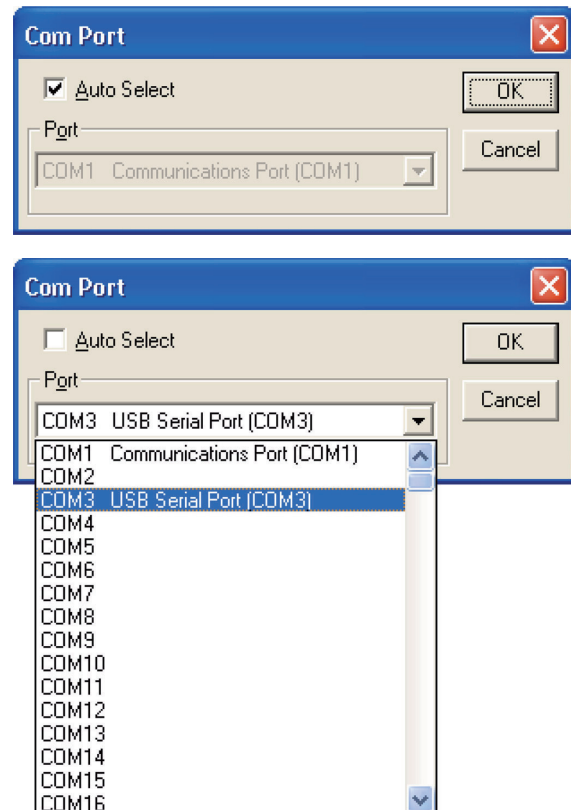 Com Port
Auto Select
OK
Port
Cancel
COM1 Communications Port (COM1)
Com Port
Auto Select
OK
Port
Cancel
COM3 USB Serial Port (COM3)
COM1 Communications Port (COM1)
COM2
COM3 USB Serial Port (COM3)
COM4
COM5
COM6
COM7
COM8
COM9
COM10
COM11
COM12
COM13
COM14
COM15
COM16